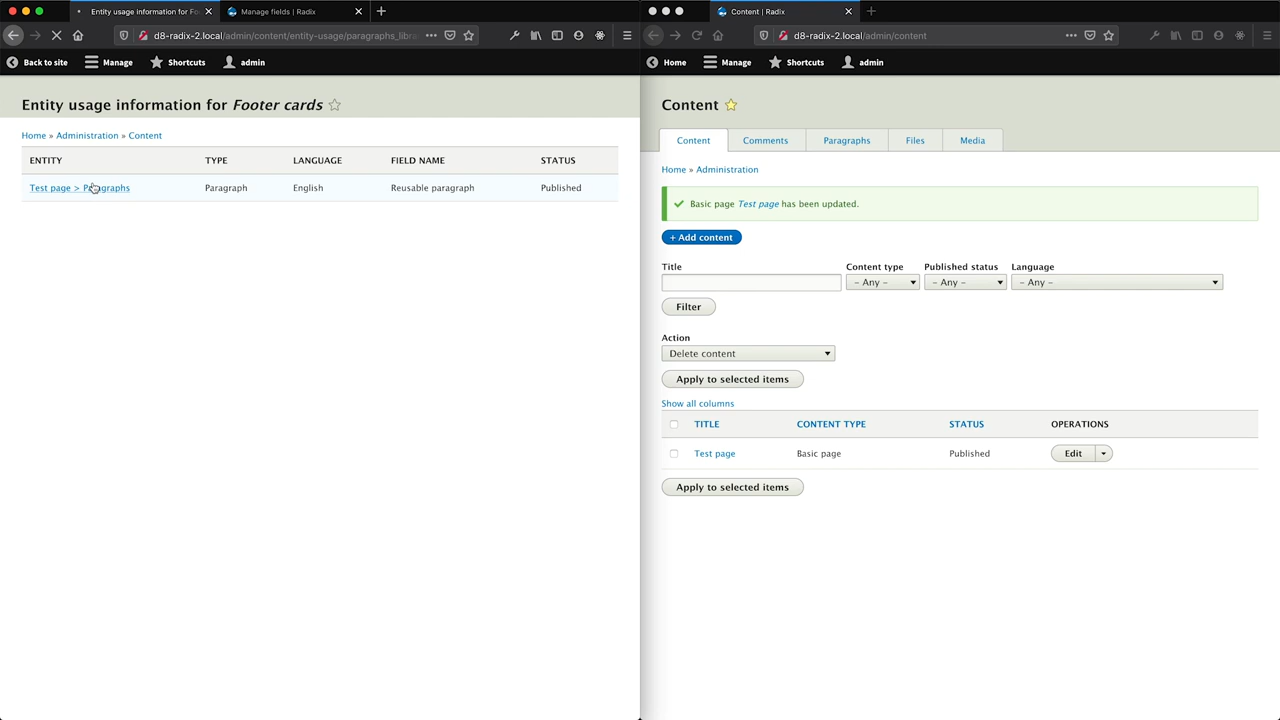 Entity usage information for Fo
Manage fields | Radix
d8-radix-2.local/admin/content/entity-usage/paragraphs_libra
Back to site
Manage
Shortcuts
admin
Entity usage information for Footer cards
Home » Administration » Content
ENTITY TYPE LANGUAGE FIELD NAME STATUS
Test page > Paragraphs Paragraph English Reusable paragraph Published
Content | Radix
d8-radix-2.local/admin/content
Home
Manage
Shortcuts
admin
Content
Content
Comments
Paragraphs
Files
Media
Home » Administration
Basic page Test page has been updated.
+ Add content
Title Content type Published status Language
– Any – – Any – – Any –
Filter
Action
Delete content
Apply to selected items
Show all columns
TITLE CONTENT TYPE STATUS OPERATIONS
Test page Basic page Published Edit
Apply to selected items